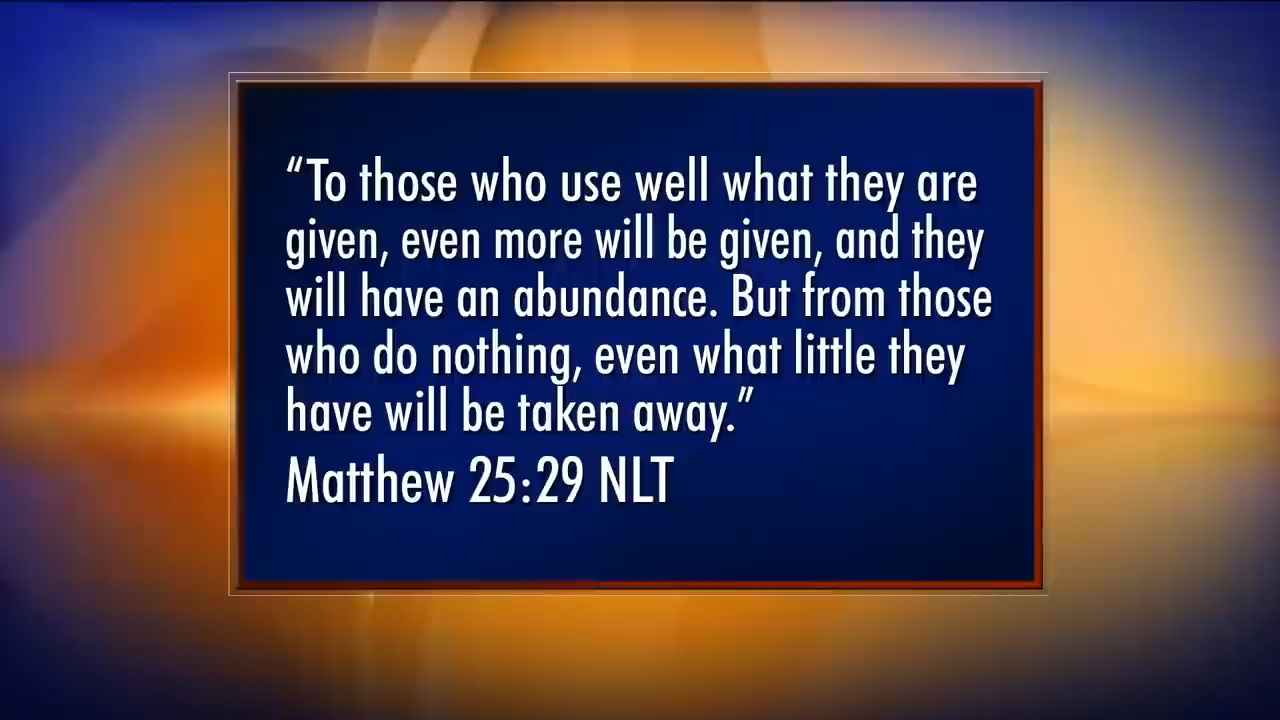 “To those who use well what they are
given, even more will be given, and they
will have an abundance. But from those
who do nothing, even what little they
have will be taken away.”
Matthew 25:29 NLT